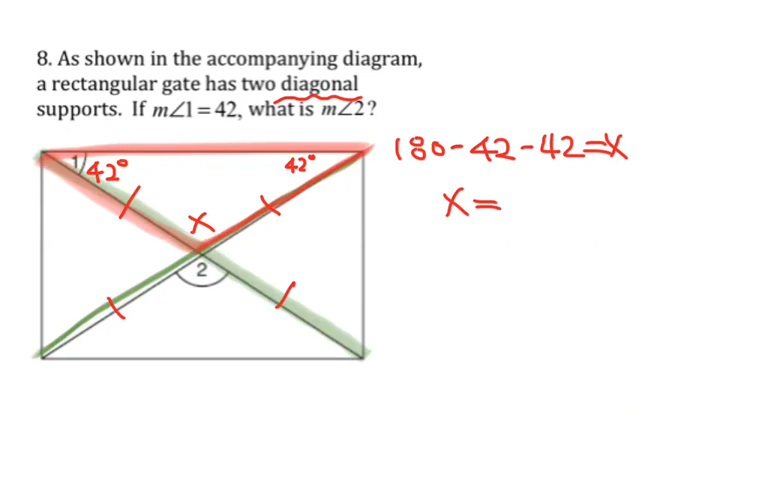 8. As shown in the accompanying diagram,
a rectangular gate has two diagonal
supports. If m∠1=42, what is m∠2?
1
42°
42°
180-42-42=x
x
x=
2